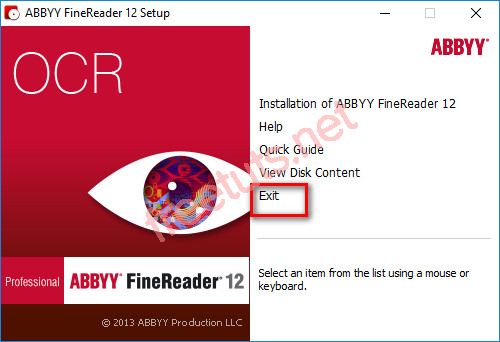 ABBYY FineReader 12 Setup
OCR
ABBYY
Installation of ABBYY FineReader 12
Help
Quick Guide
View Disk Content
Exit
freetuts.net
Select an item from the list using a mouse or
keyboard.
Professional ABBYY FineReader 12
© 2013 ABBYY Production LLC